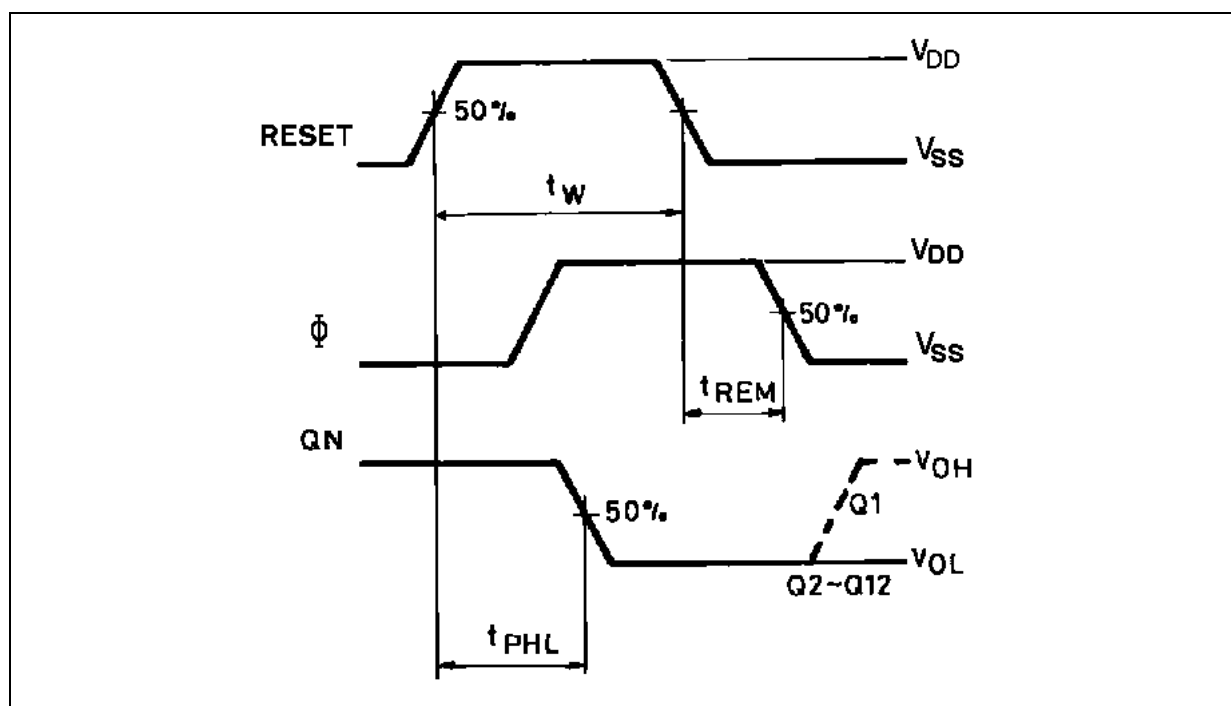 VDD
50%
RESET
VSS
tW
VDD
Φ
50%
VSS
tREM
QN
VOH
50%
Q1
VOL
Q2~Q12
tPHL